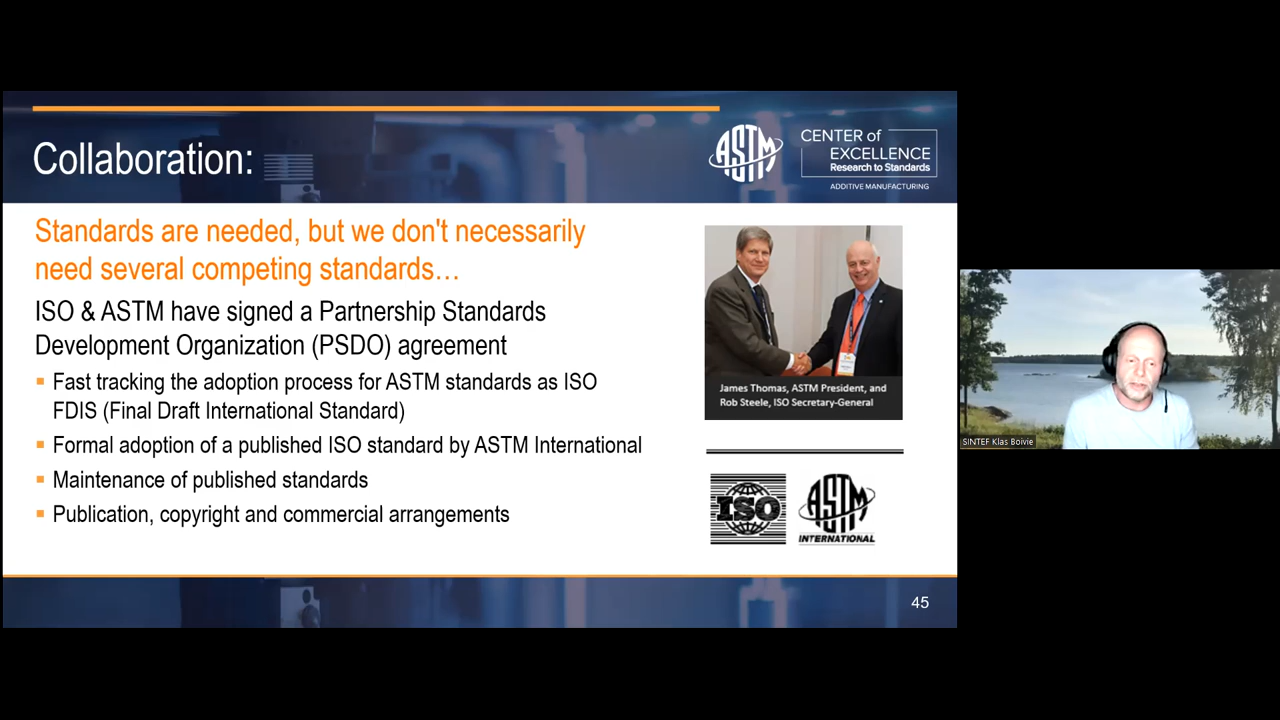 Collaboration:
ASTM
CENTER of
EXCELLENCE
Research to Standards
ADDITIVE MANUFACTURING
Standards are needed, but we don't necessarily
need several competing standards…
ISO & ASTM have signed a Partnership Standards
Development Organization (PSDO) agreement
Fast tracking the adoption process for ASTM standards as ISO
FDIS (Final Draft International Standard)
Formal adoption of a published ISO standard by ASTM International
Maintenance of published standards
Publication, copyright and commercial arrangements
James Thomas, ASTM President, and
Rob Steele, ISO Secretary-General
ISO
ASTM
INTERNATIONAL
45
SINTEF Klas Boivie